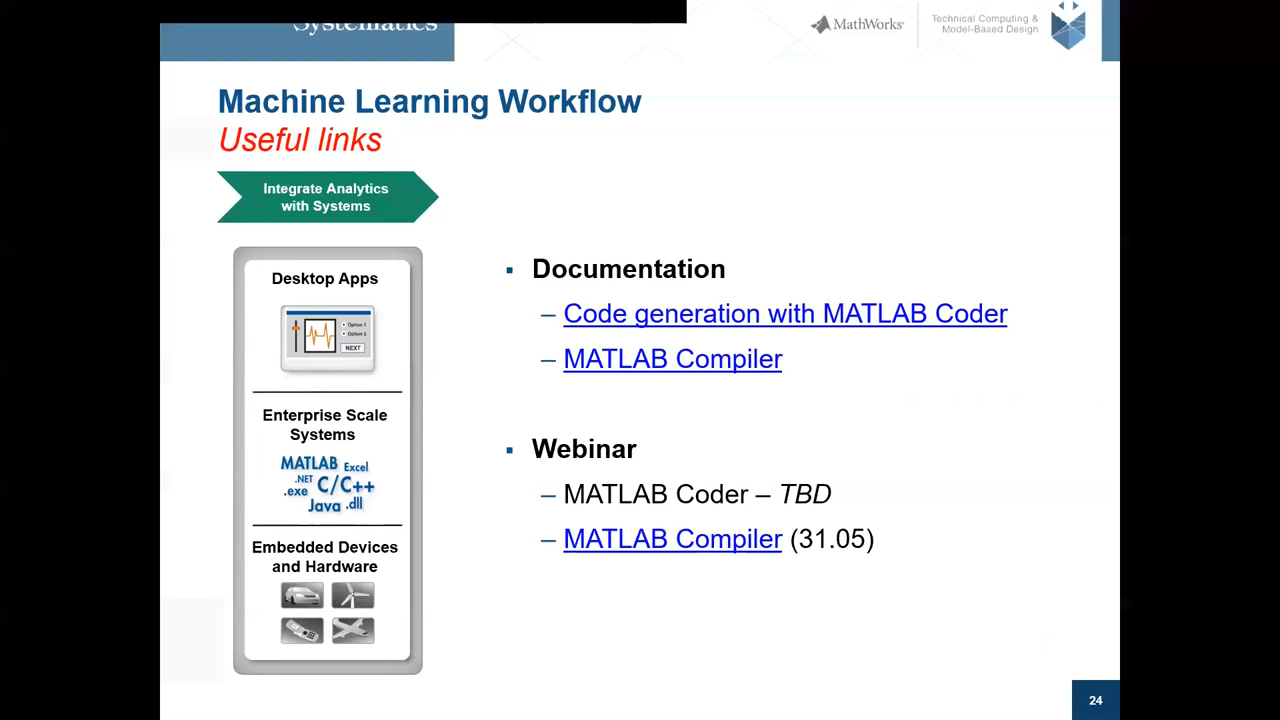 Systematics
MathWorks
Technical Computing &
Model-Based Design
Machine Learning Workflow
Useful links
Integrate Analytics
with Systems
Desktop Apps
Option 1
Option 2
NEXT
Enterprise Scale
Systems
MATLAB Excel
.NET
.exe C/C++
Java .dll
Embedded Devices
and Hardware
▪ Documentation
– Code generation with MATLAB Coder
– MATLAB Compiler
▪ Webinar
– MATLAB Coder – TBD
– MATLAB Compiler (31.05)
24